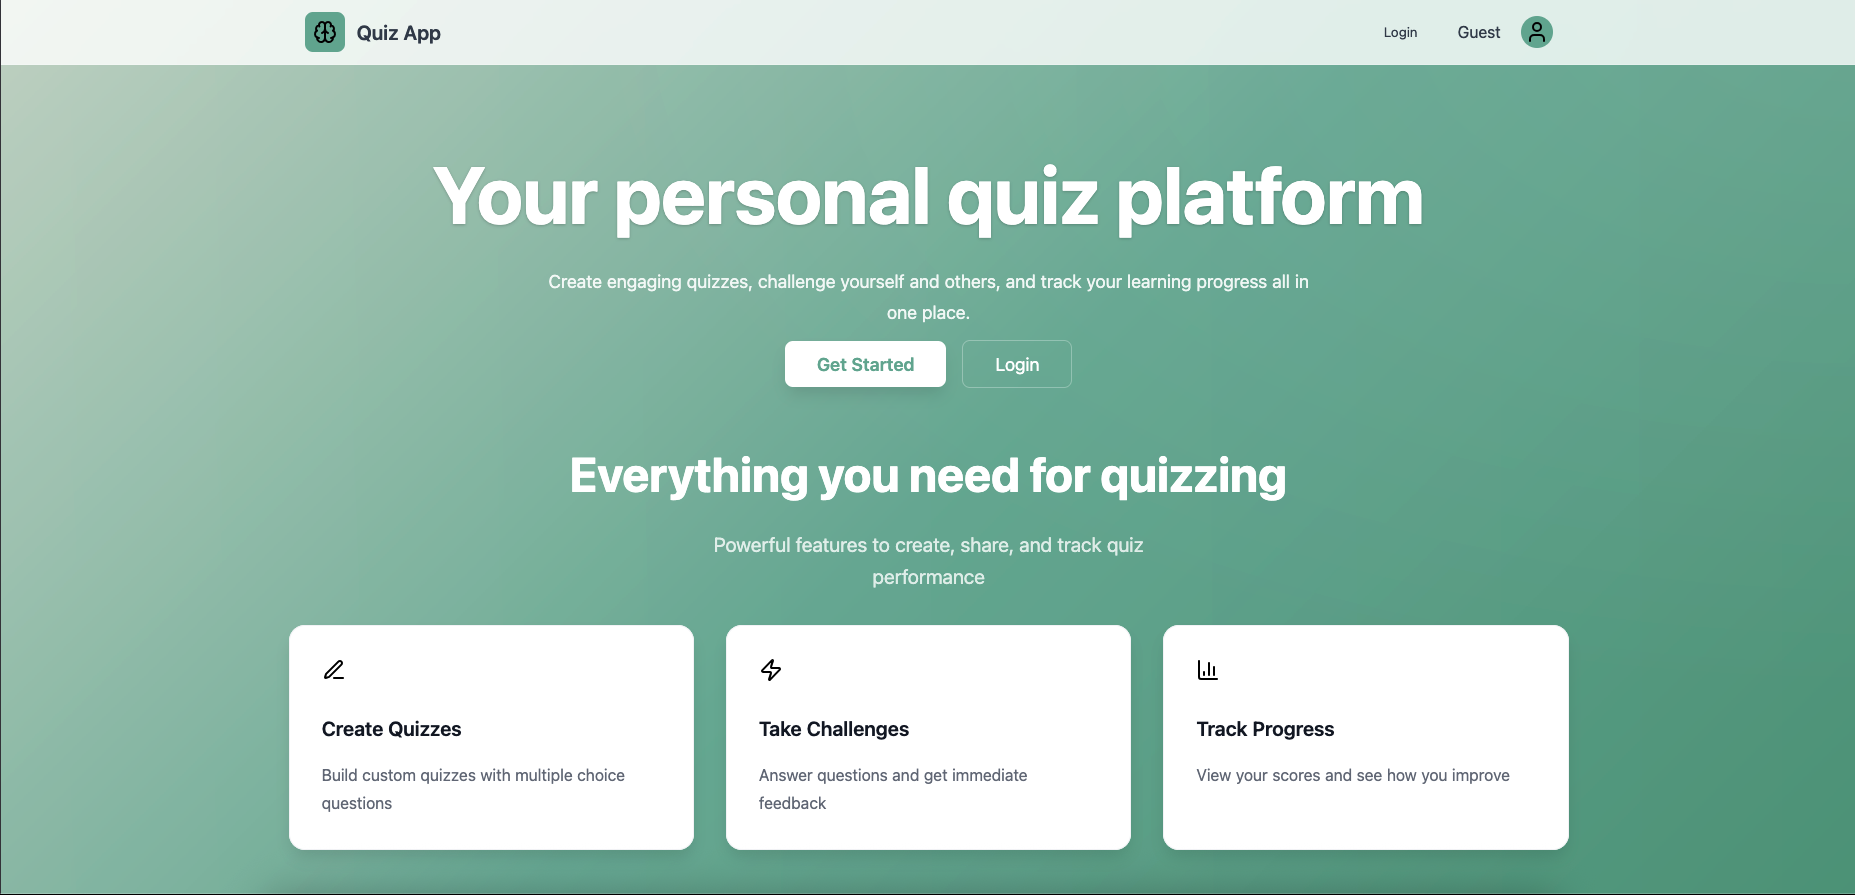 Quiz App
Login
Guest
Your personal quiz platform
Create engaging quizzes, challenge yourself and others, and track your learning progress all in
one place.
Get Started
Login
Everything you need for quizzing
Powerful features to create, share, and track quiz
performance
Create Quizzes
Build custom quizzes with multiple choice
questions
Take Challenges
Answer questions and get immediate
feedback
Track Progress
View your scores and see how you improve